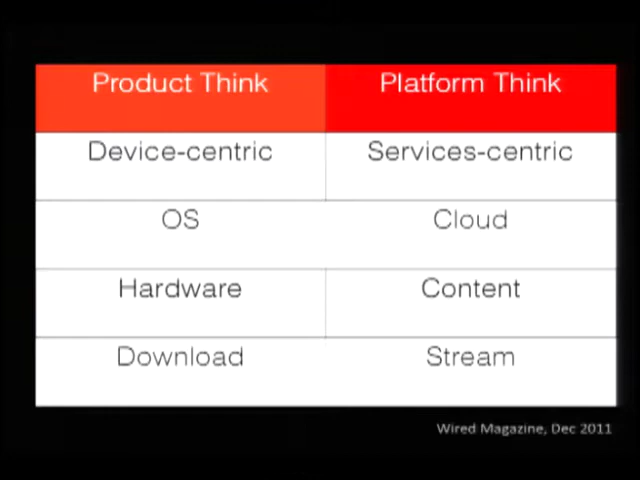 Product Think Platform Think
Device-centric Services-centric
OS Cloud
Hardware Content
Download Stream
Wired Magazine, Dec 2011